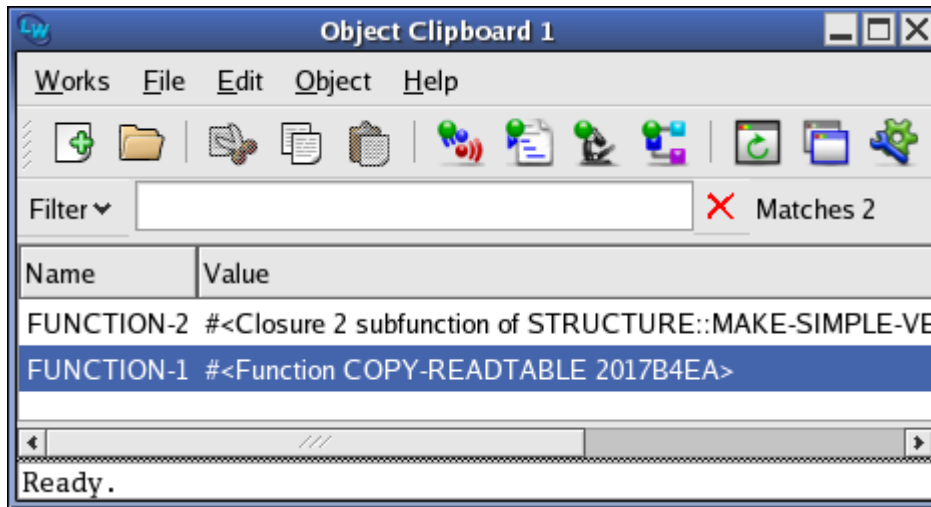 LW Object Clipboard 1
Works File Edit Object Help
Filter Matches 2
Name Value
FUNCTION-2 #<Closure 2 subfunction of STRUCTURE::MAKE-SIMPLE-VE
FUNCTION-1 #<Function COPY-READTABLE 2017B4EA>
Ready.